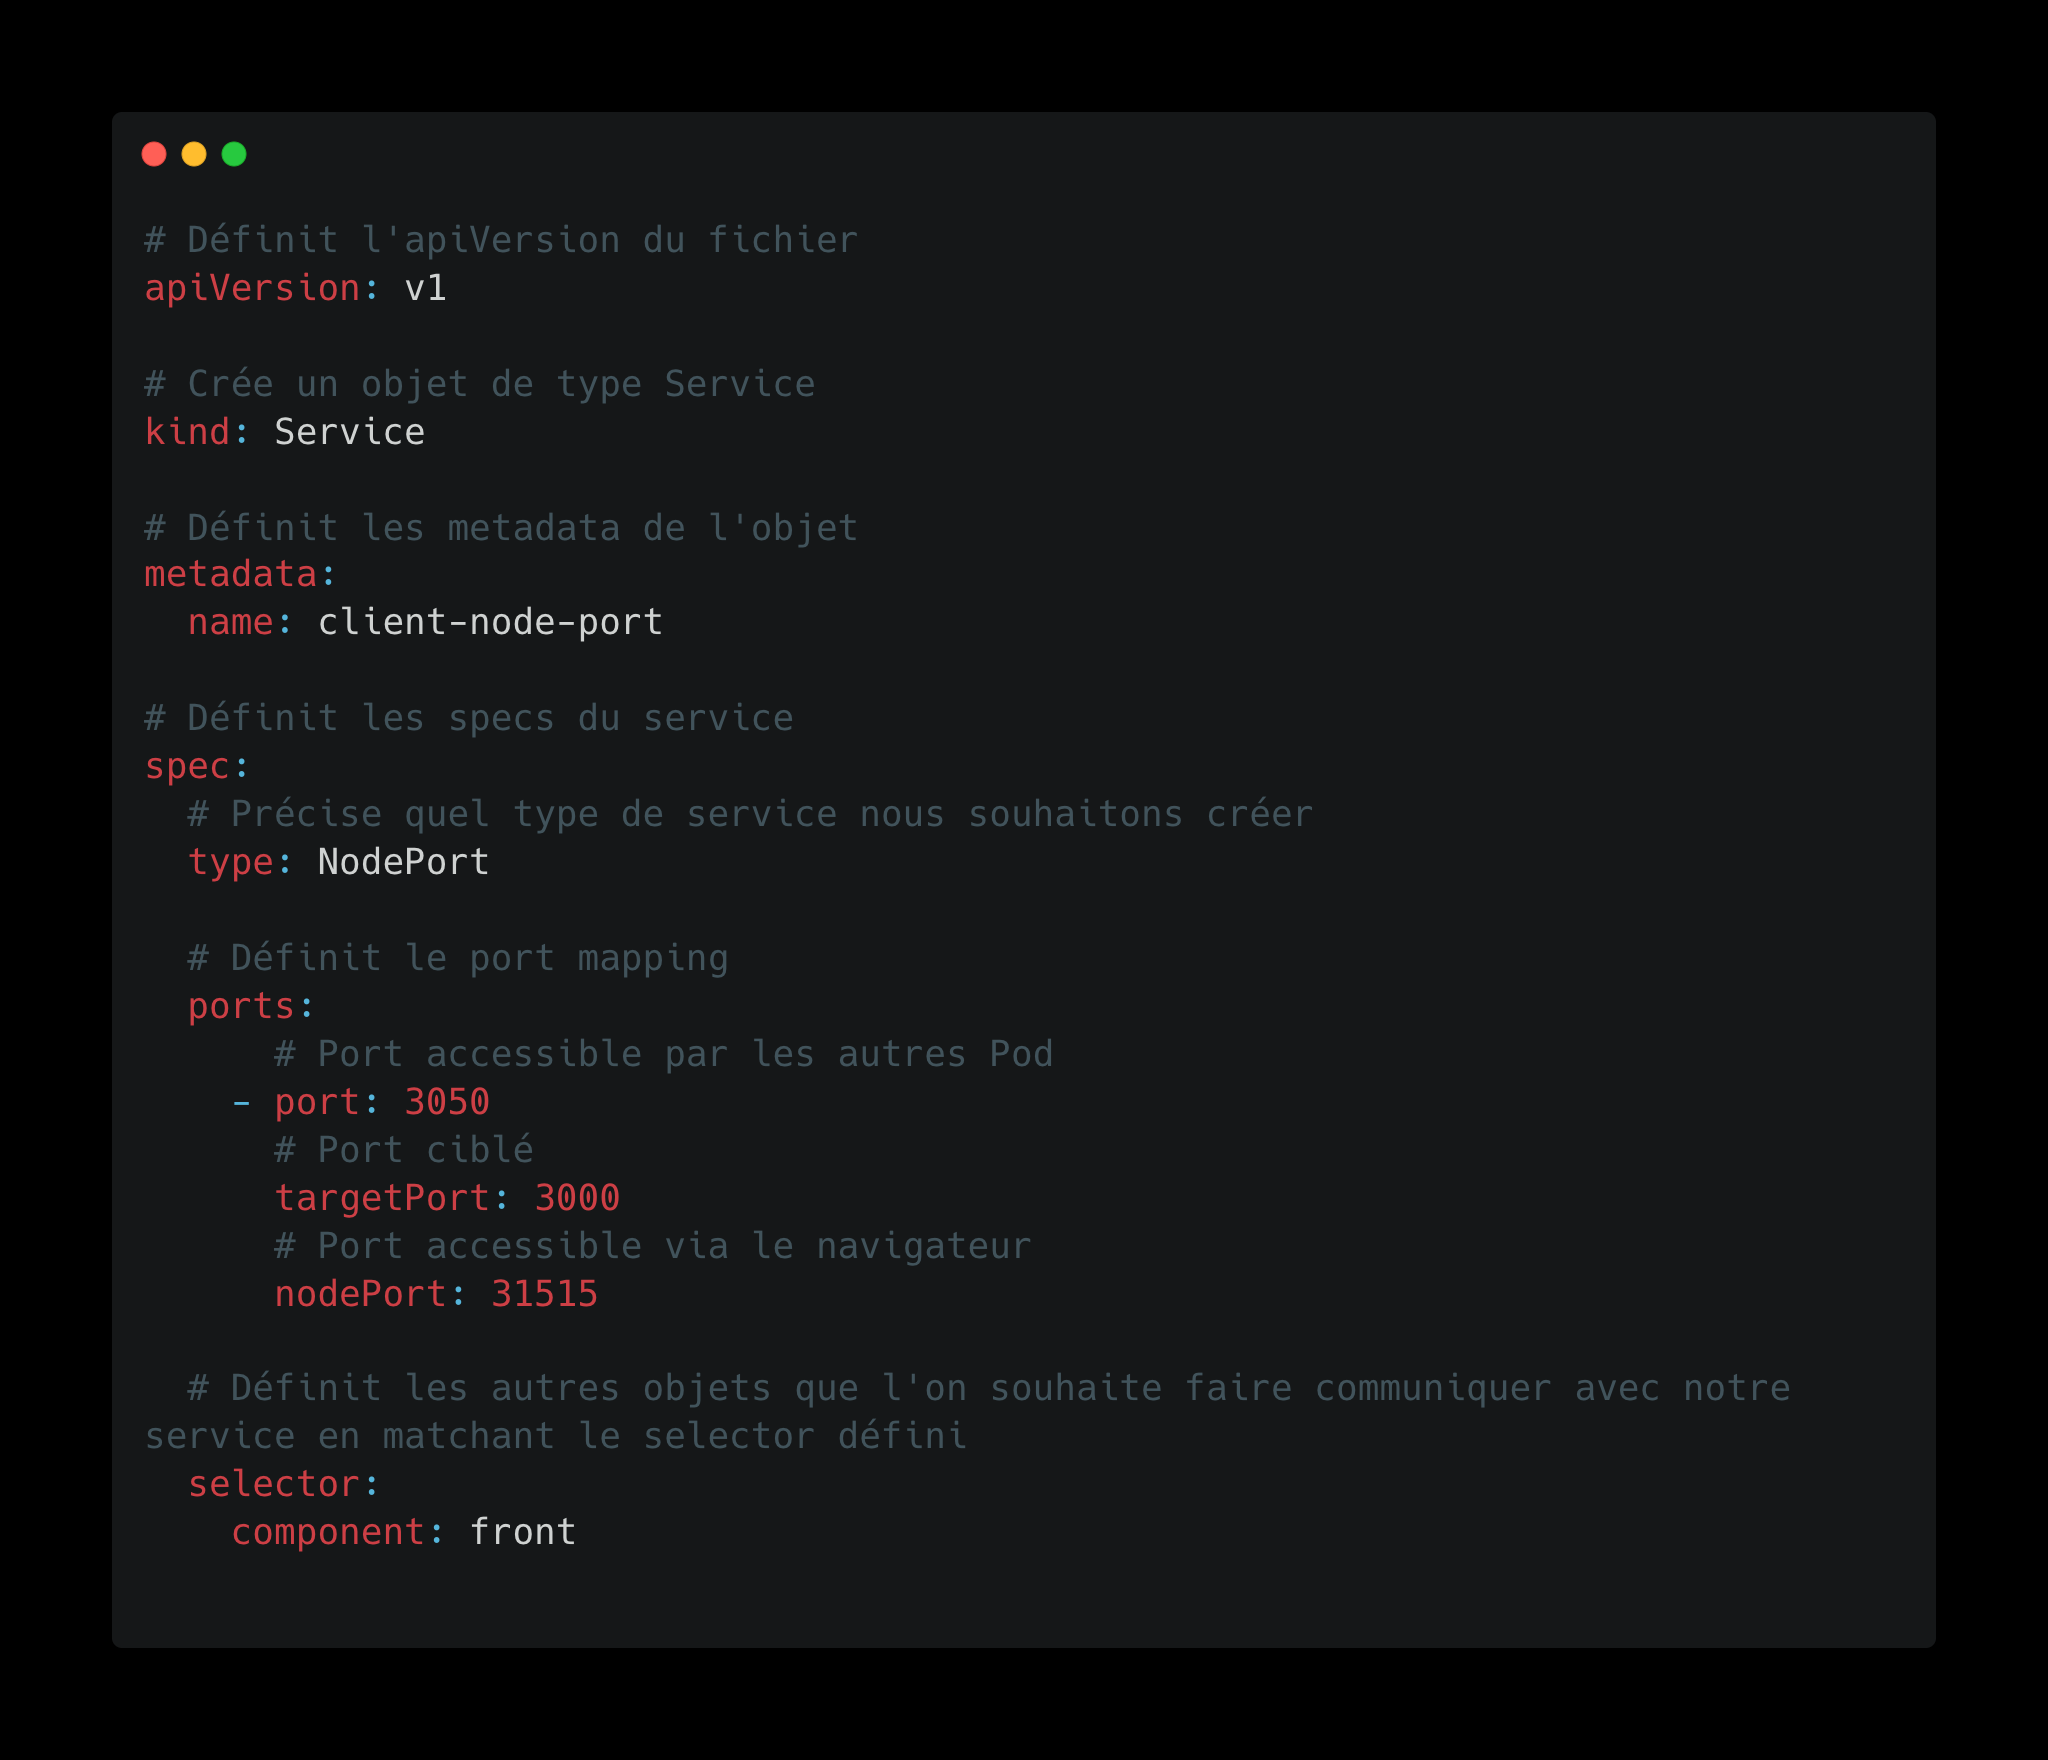 # Définit l'apiVersion du fichier
apiVersion: v1
# Crée un objet de type Service
kind: Service
# Définit les metadata de l'objet
metadata:
  name: client-node-port
# Définit les specs du service
spec:
  # Précise quel type de service nous souhaitons créer
  type: NodePort
  # Définit le port mapping
  ports:
      # Port accessible par les autres Pod
    - port: 3050
      # Port ciblé
      targetPort: 3000
      # Port accessible via le navigateur
      nodePort: 31515
  # Définit les autres objets que l'on souhaite faire communiquer avec notre
service en matchant le selector défini
  selector:
    component: front